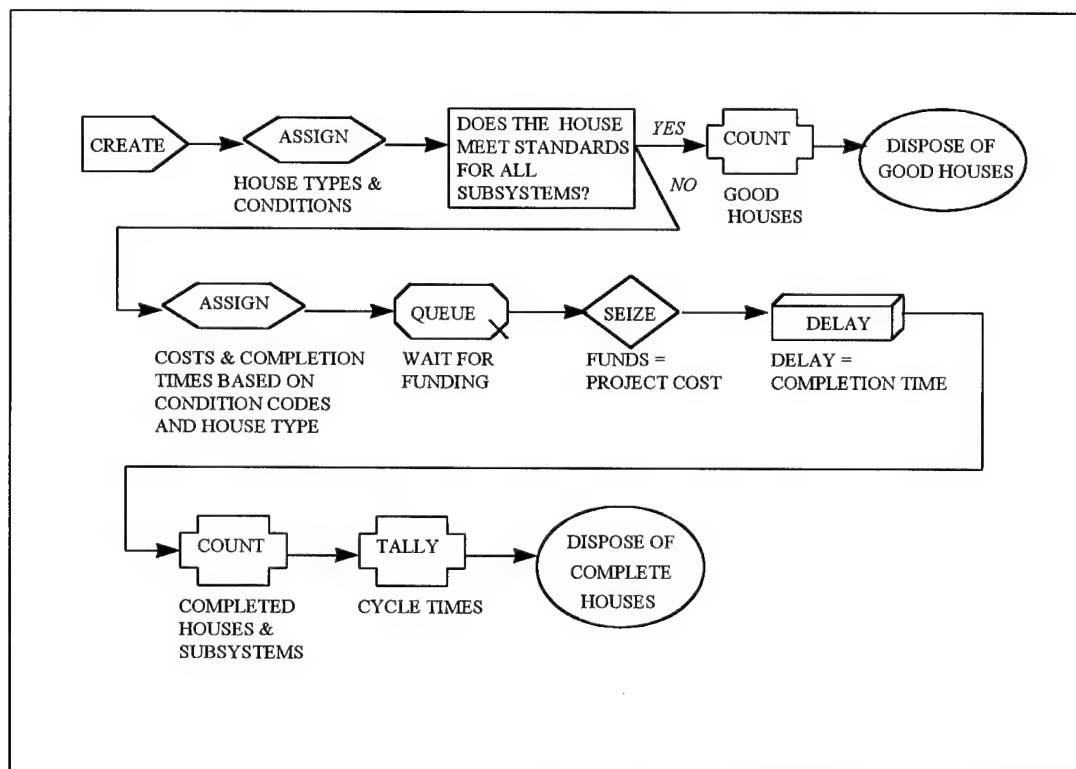 CREATE
ASSIGN
HOUSE TYPES &
CONDITIONS
DOES THE HOUSE
MEET STANDARDS
FOR ALL
SUBSYSTEMS?
YES
NO
COUNT
GOOD
HOUSES
DISPOSE OF
GOOD HOUSES
ASSIGN
COSTS & COMPLETION
TIMES BASED ON
CONDITION CODES
AND HOUSE TYPE
QUEUE
WAIT FOR
FUNDING
SEIZE
FUNDS =
PROJECT COST
DELAY
DELAY =
COMPLETION TIME
COUNT
COMPLETED
HOUSES &
SUBSYSTEMS
TALLY
CYCLE TIMES
DISPOSE OF
COMPLETE
HOUSES